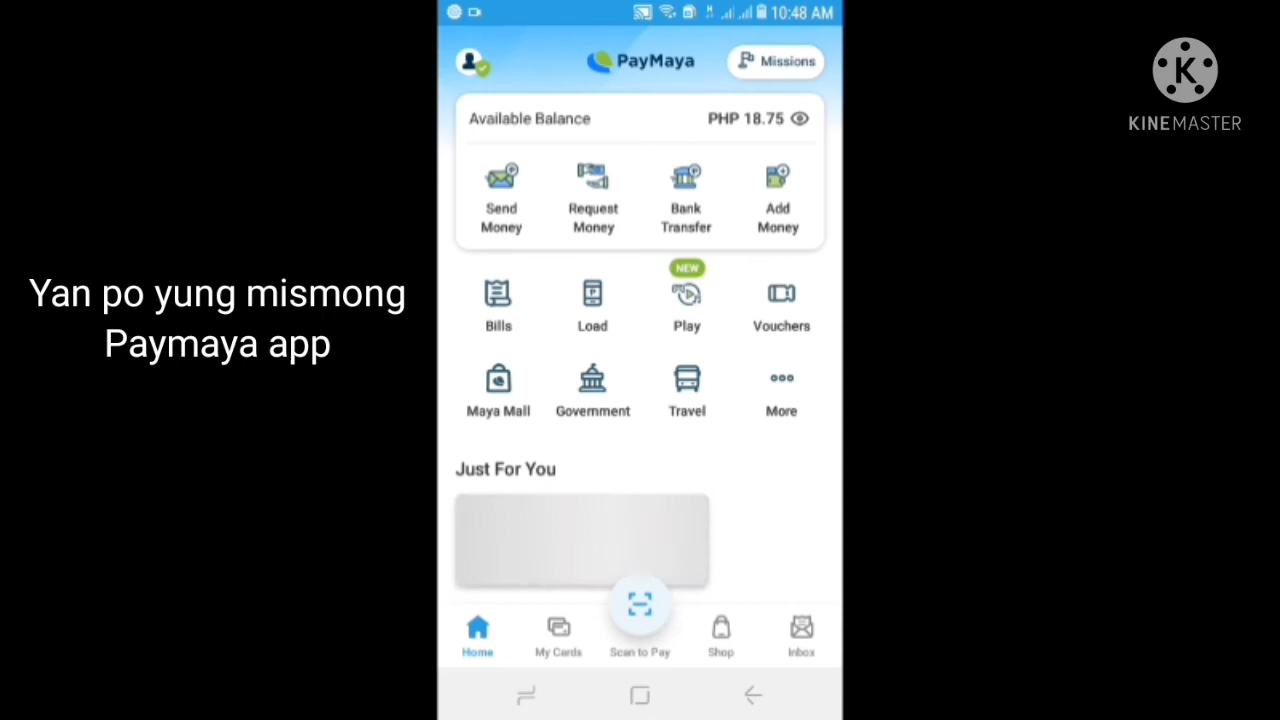 10:48 AM
PayMaya
Missions
Available Balance
PHP 18.75
Send Money
Request Money
Bank Transfer
Add Money
NEW
Bills
Load
Play
Vouchers
Maya Mall
Government
Travel
More
Just For You
Home
My Cards
Scan to Pay
Shop
Inbox
Yan po yung mismong
Paymaya app
K
KINEMASTER